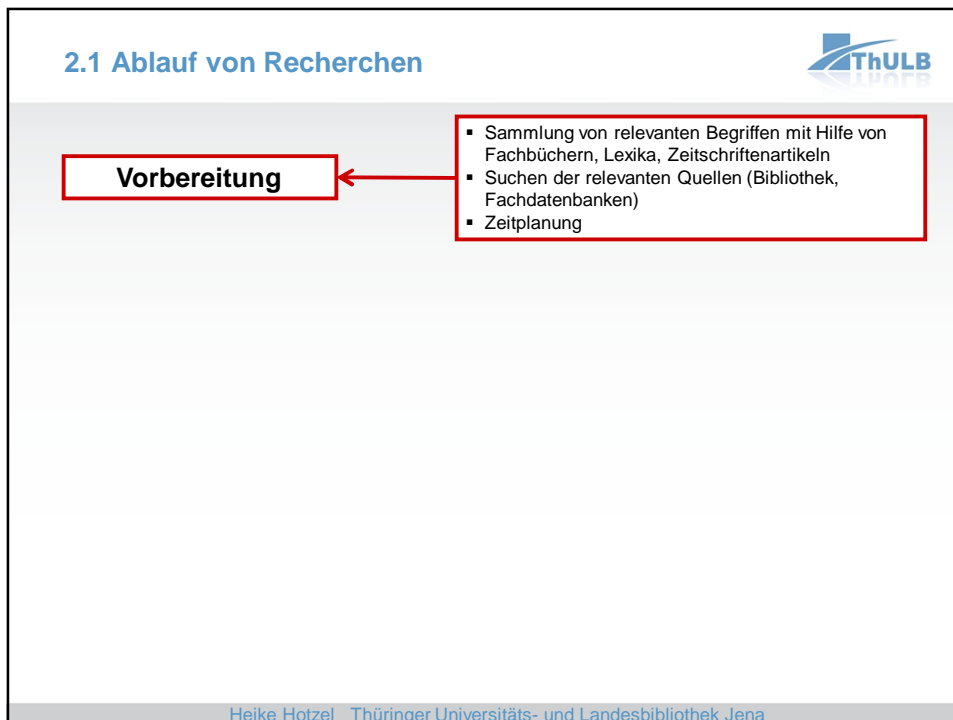 2.1 Ablauf von Recherchen
ThULB
Vorbereitung
▪ Sammlung von relevanten Begriffen mit Hilfe von
Fachbüchern, Lexika, Zeitschriftenartikeln
▪ Suchen der relevanten Quellen (Bibliothek,
Fachdatenbanken)
▪ Zeitplanung
Heike Hotzel Thüringer Universitäts- und Landesbibliothek Jena